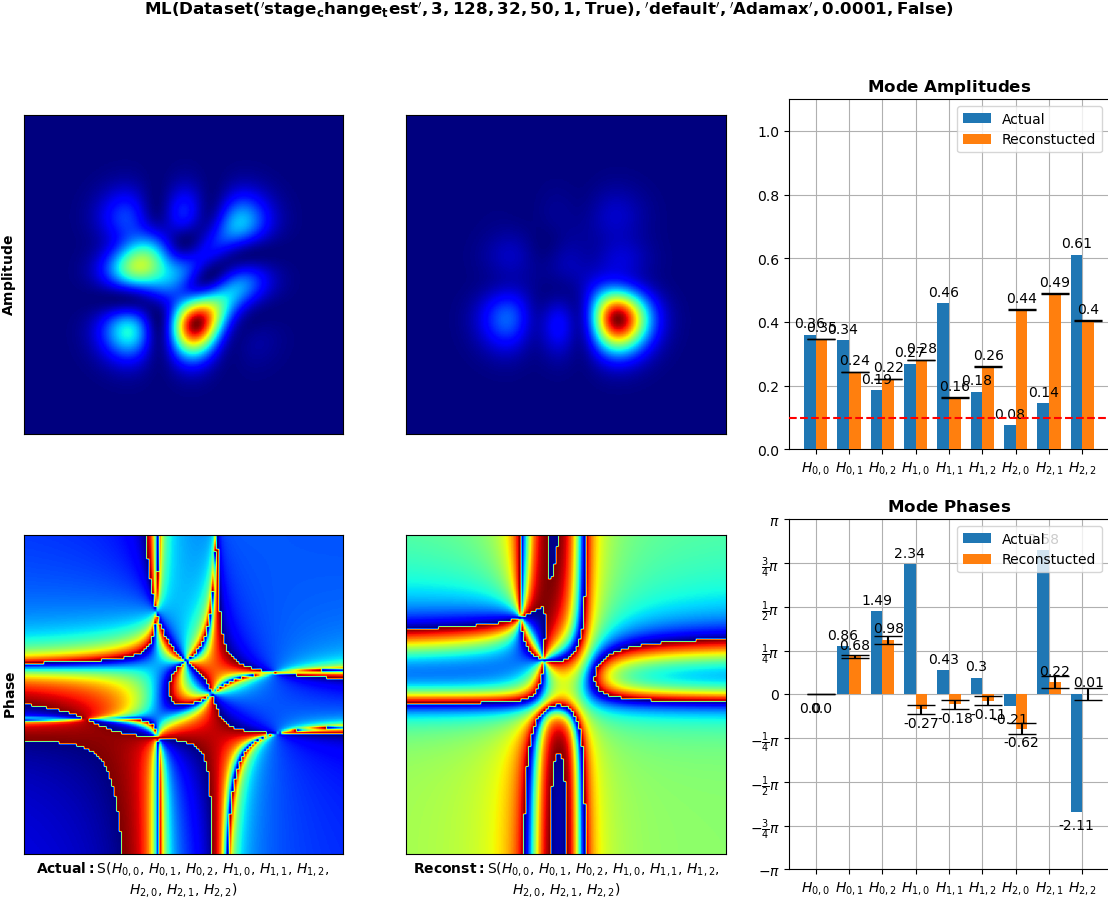 ML(Dataset('stage_change_test', 3, 128, 32, 50, 1, True), 'default', 'Adamax', 0.0001, False)
Amplitude
Mode Amplitudes
Actual
Reconstucted
1.0
0.8
0.6
0.4
0.2
0.0
0.36
0.35
0.34
0.24
0.19
0.22
0.27
0.28
0.46
0.16
0.18
0.26
0.08
0.44
0.14
0.49
0.61
0.4
H0,0 H0,1 H0,2 H1,0 H1,1 H1,2 H2,0 H2,1 H2,2
Phase
Mode Phases
Actual
Reconstucted
π
3/4π
1/2π
1/4π
0
−1/4π
−1/2π
−3/4π
−π
0.0
0.86
0.68
1.49
0.98
2.34
-0.27
0.43
-0.18
0.3
-0.11
-0.21
-0.62
0.22
-2.11
0.01
H0,0 H0,1 H0,2 H1,0 H1,1 H1,2 H2,0 H2,1 H2,2
Actual: S(H0,0, H0,1, H0,2, H1,0, H1,1, H1,2,
H2,0, H2,1, H2,2)
Reconst: S(H0,0, H0,1, H0,2, H1,0, H1,1, H1,2,
H2,0, H2,1, H2,2)